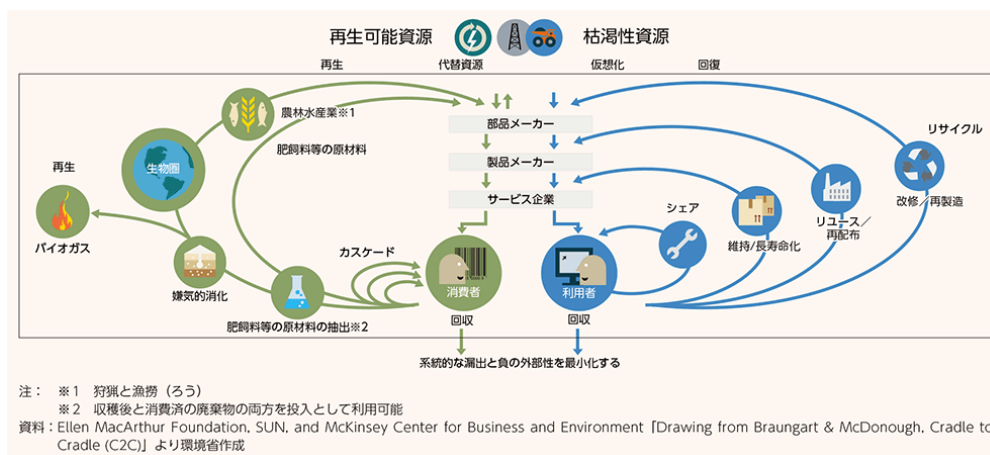 再生可能資源
枯渇性資源
再生
代替資源
仮想化
回復
農林水産業※1
部品メーカー
リサイクル
肥飼料等の原材料
再生
生物圏
製品メーカー
改修／再製造
サービス企業
シェア
リユース／
再配布
バイオガス
維持/長寿命化
カスケード
嫌気的消化
消費者
利用者
肥飼料等の原材料の抽出※2
回収
回収
系統的な漏出と負の外部性を最小化する
注： ※1 狩猟と漁撈（ろう）
※2 収穫後と消費済の廃棄物の両方を投入として利用可能
資料：Ellen MacArthur Foundation, SUN, and McKinsey Center for Business and Environment「Drawing from Braungart & McDonough, Cradle to
Cradle (C2C)」より環境省作成